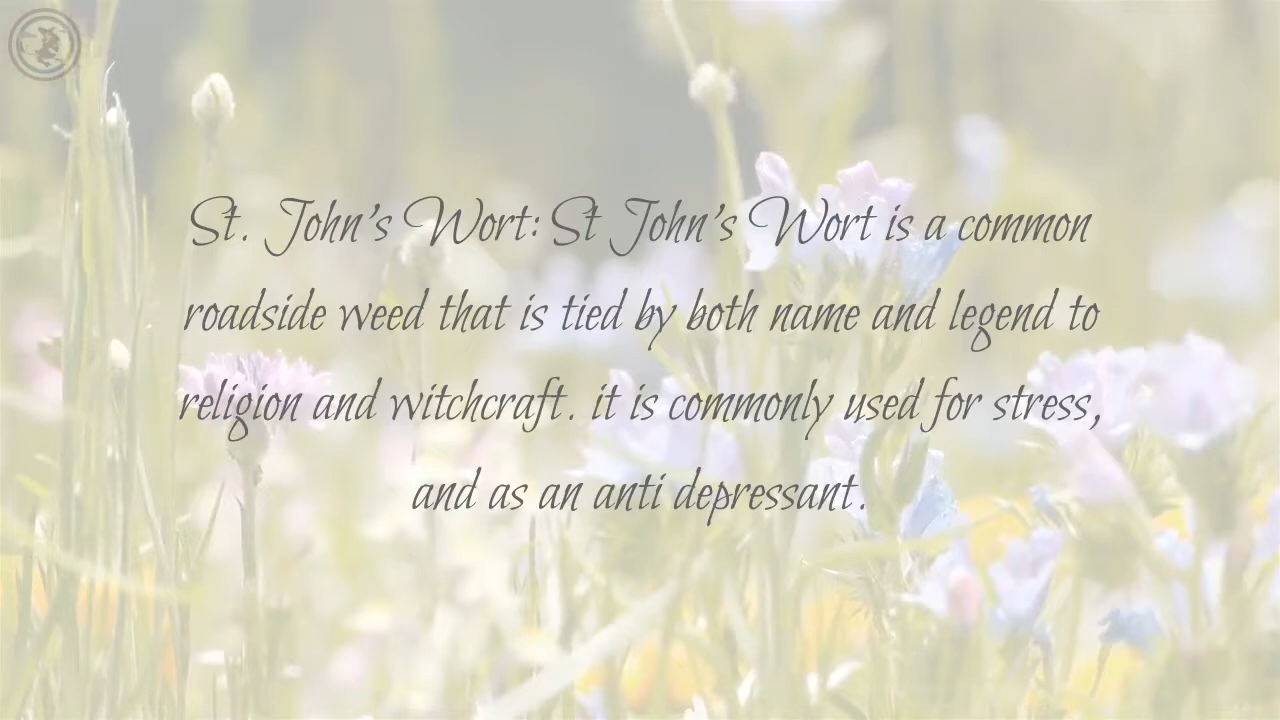 St. John's Wort: St John's Wort is a common
roadside weed that is tied by both name and legend to
religion and witchcraft. it is commonly used for stress,
and as an anti depressant.